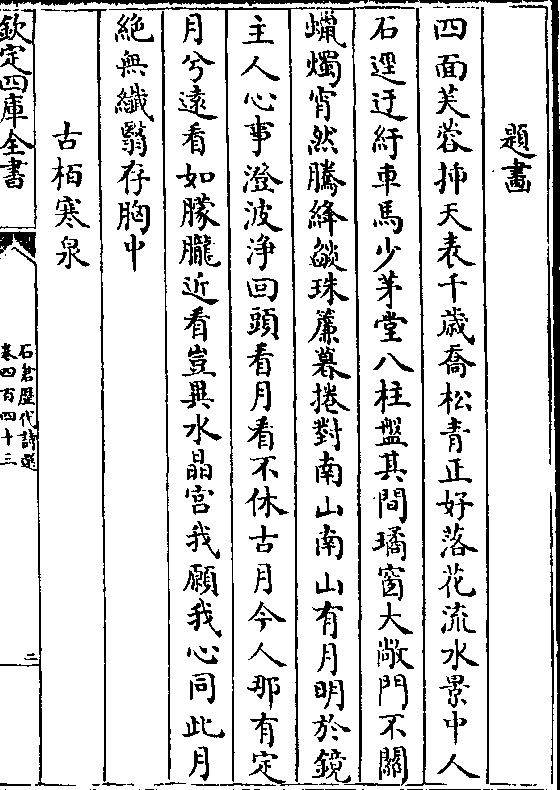 題畫
四面芙蓉揷天表千歳喬松青正好落花流水景中人
石逕迂紆車馬少茅堂八柱盤其間璚窗大敞門不關
蠟燭宵然騰絳燄珠簾暮捲對南山南山有月明於鏡
主人心事澄波浄回頭看月看不休古月今人那有定
月兮遠看如朦朧近看豈異水晶宫我願我心同此月
絶無纎翳存胸中
古栢寒泉
欽定四庫全書
石倉歴代詩選
卷四百四十三
二